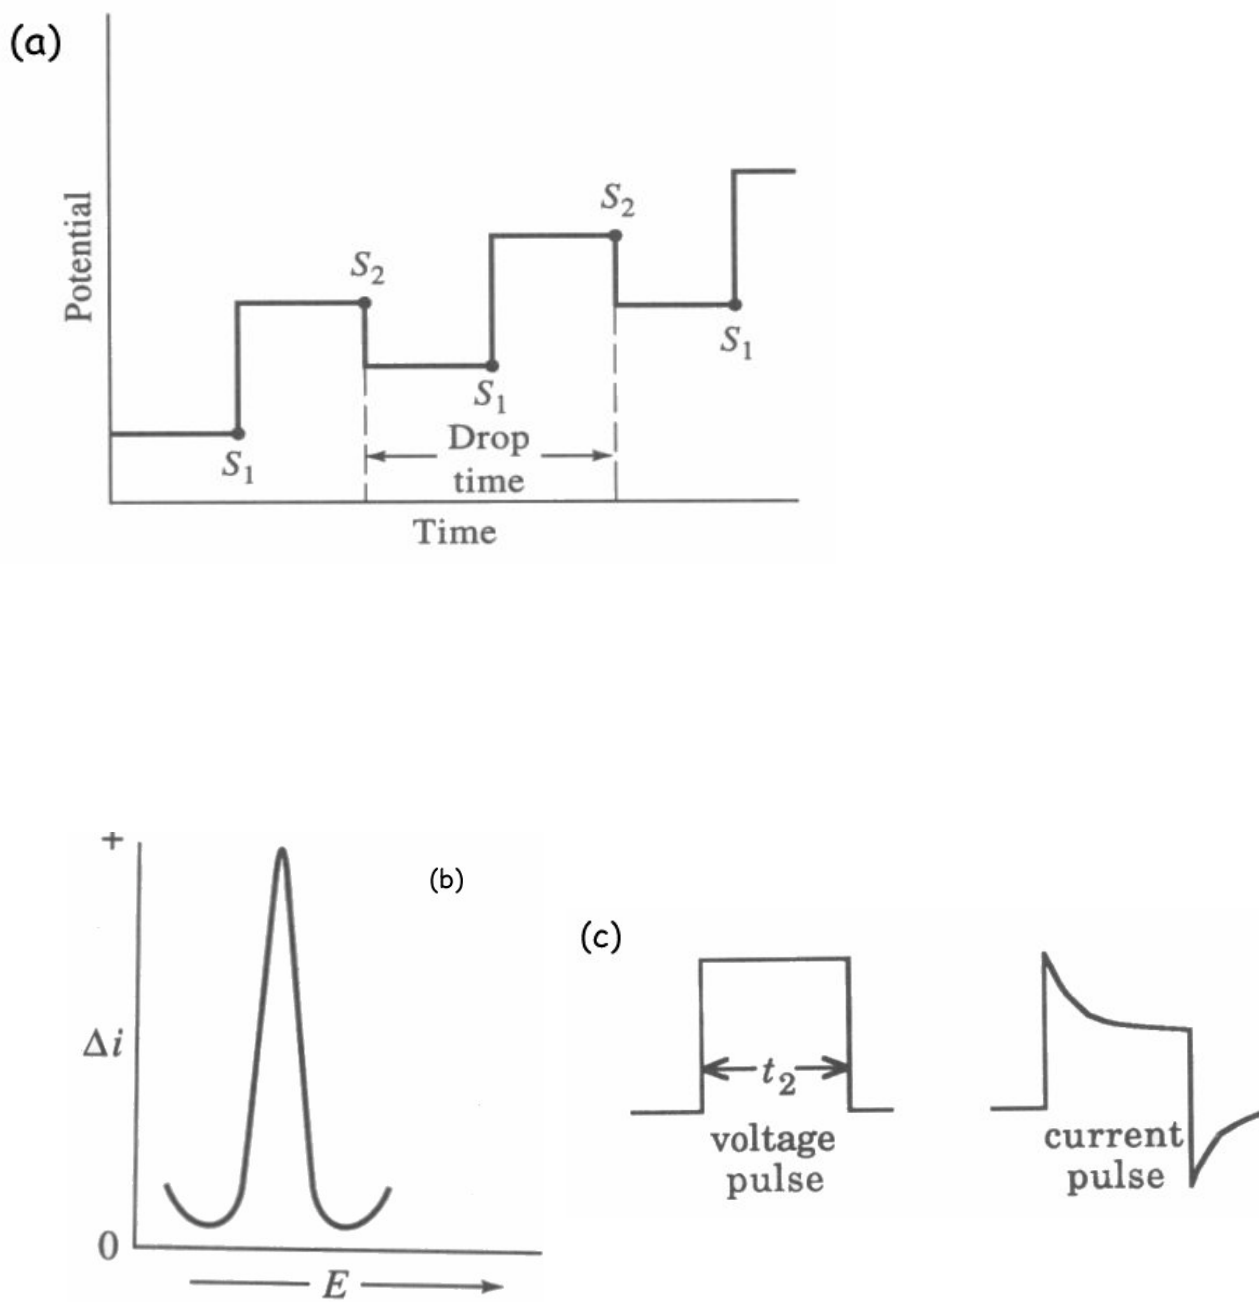 (a)
Potential
S₂
S₂
S₁
S₁
S₁
Drop
time
Time
+
(b)
Δi
0
E
(c)
t₂
voltage
pulse
current
pulse